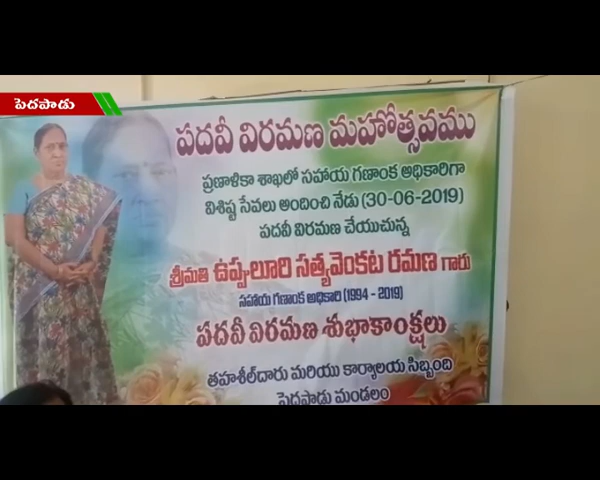 పెదపాడు
పదవీ విరమణ మహోత్సవము
ప్రణాళికా శాఖలో సహాయ గణాంక అధికారిగా
విశిష్ట సేవలు అందించి నేడు (30-06-2019)
పదవీ విరమణ చేయుచున్న
శ్రీమతి ఉప్పులూరి సత్యవెంకట రమణ గారు
సహాయ గణాంక అధికారి (1994 - 2019)
పదవీ విరమణ శుభాకాంక్షలు
తహశీల్‌దారు మరియు కార్యాలయ సిబ్బంది
పెదపాడు మండలం